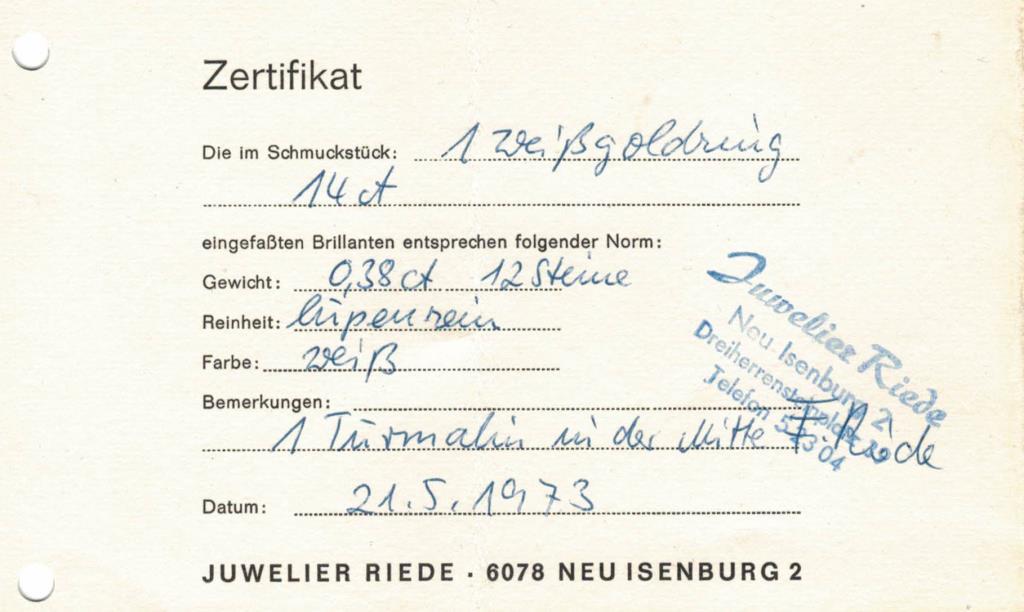 Zertifikat
Die im Schmuckstück: 1 Weißgoldring
14 ct
eingefaßten Brillanten entsprechen folgender Norm:
Gewicht: 0,38 ct 12 Steine
Reinheit: lupenrein
Farbe: weiß
Bemerkungen:
1 Turmalin in der Mitte F. Riede
Datum: 21.5.1973
JUWELIER RIEDE · 6078 NEU ISENBURG 2
Juwelier Riede
Neu-Isenburg 2
Telefon